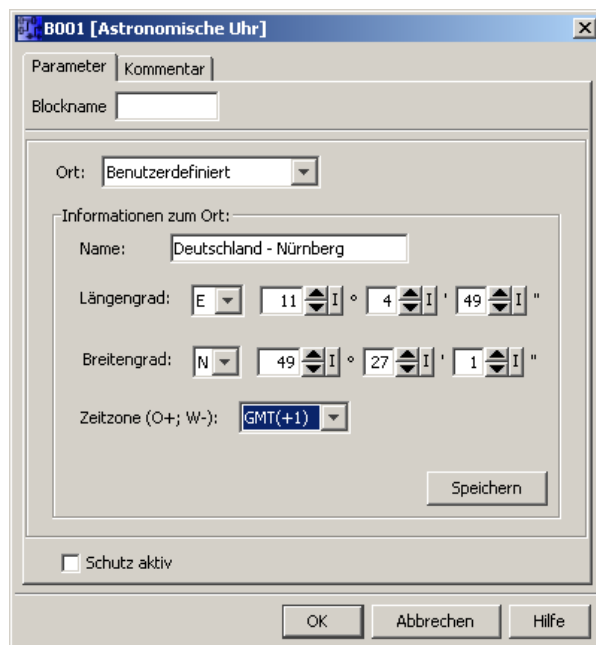 B001 [Astronomische Uhr]
Parameter Kommentar
Blockname
Ort: Benutzerdefiniert
Informationen zum Ort:
Name: Deutschland - Nürnberg
Längengrad: E 11 I ° 4 I ' 49 I "
Breitengrad: N 49 I ° 27 I ' 1 I "
Zeitzone (O+; W-): GMT(+1)
Speichern
Schutz aktiv
OK Abbrechen Hilfe